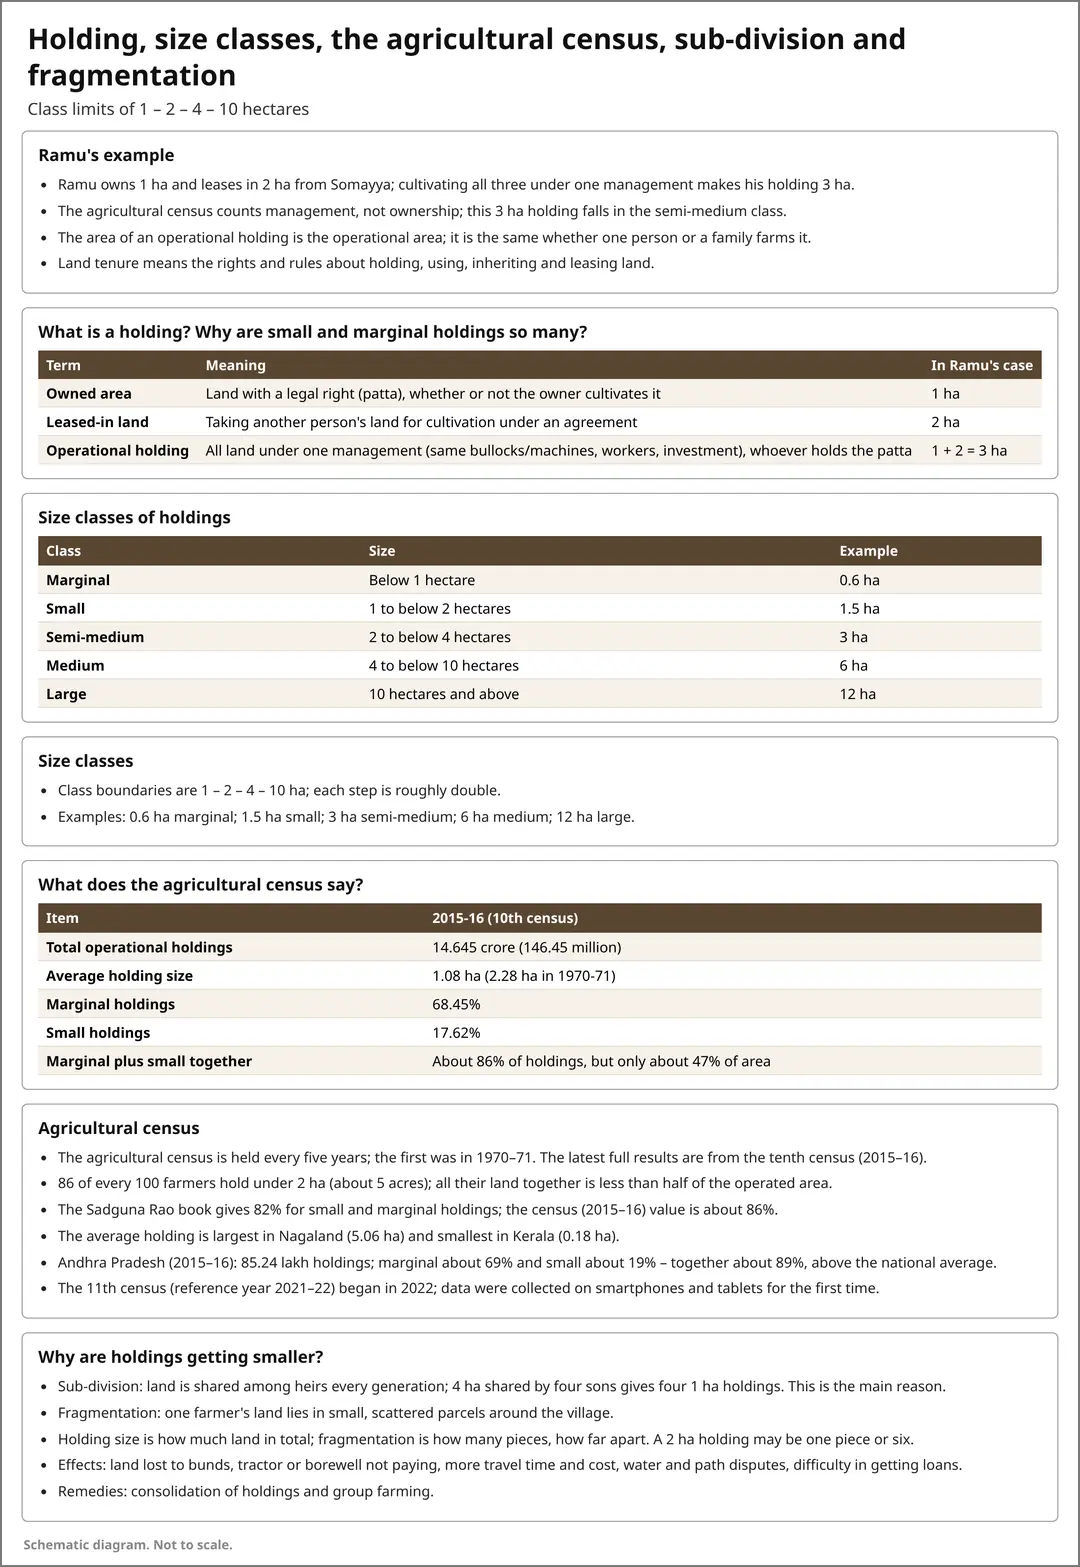 Holding, size classes, the agricultural census, sub-division and
fragmentation
Class limits of 1 – 2 – 4 – 10 hectares
Ramu's example
• Ramu owns 1 ha and leases in 2 ha from Somayya; cultivating all three under one management makes his holding 3 ha.
• The agricultural census counts management, not ownership; this 3 ha holding falls in the semi-medium class.
• The area of an operational holding is the operational area; it is the same whether one person or a family farms it.
• Land tenure means the rights and rules about holding, using, inheriting and leasing land.
What is a holding? Why are small and marginal holdings so many?
Term Meaning In Ramu's case
Owned area Land with a legal right (patta), whether or not the owner cultivates it 1 ha
Leased-in land Taking another person's land for cultivation under an agreement 2 ha
Operational holding All land under one management (same bullocks/machines, workers, investment), whoever holds the patta 1 + 2 = 3 ha
Size classes of holdings
Class Size Example
Marginal Below 1 hectare 0.6 ha
Small 1 to below 2 hectares 1.5 ha
Semi-medium 2 to below 4 hectares 3 ha
Medium 4 to below 10 hectares 6 ha
Large 10 hectares and above 12 ha
Size classes
• Class boundaries are 1 – 2 – 4 – 10 ha; each step is roughly double.
• Examples: 0.6 ha marginal; 1.5 ha small; 3 ha semi-medium; 6 ha medium; 12 ha large.
What does the agricultural census say?
Item 2015-16 (10th census)
Total operational holdings 14.645 crore (146.45 million)
Average holding size 1.08 ha (2.28 ha in 1970-71)
Marginal holdings 68.45%
Small holdings 17.62%
Marginal plus small together About 86% of holdings, but only about 47% of area
Agricultural census
• The agricultural census is held every five years; the first was in 1970–71. The latest full results are from the tenth census (2015–16).
• 86 of every 100 farmers hold under 2 ha (about 5 acres); all their land together is less than half of the operated area.
• The Sadguna Rao book gives 82% for small and marginal holdings; the census (2015–16) value is about 86%.
• The average holding is largest in Nagaland (5.06 ha) and smallest in Kerala (0.18 ha).
• Andhra Pradesh (2015–16): 85.24 lakh holdings; marginal about 69% and small about 19% – together about 89%, above the national average.
• The 11th census (reference year 2021–22) began in 2022; data were collected on smartphones and tablets for the first time.
Why are holdings getting smaller?
• Sub-division: land is shared among heirs every generation; 4 ha shared by four sons gives four 1 ha holdings. This is the main reason.
• Fragmentation: one farmer's land lies in small, scattered parcels around the village.
• Holding size is how much land in total; fragmentation is how many pieces, how far apart. A 2 ha holding may be one piece or six.
• Effects: land lost to bunds, tractor or borewell not paying, more travel time and cost, water and path disputes, difficulty in getting loans.
• Remedies: consolidation of holdings and group farming.
Schematic diagram. Not to scale.